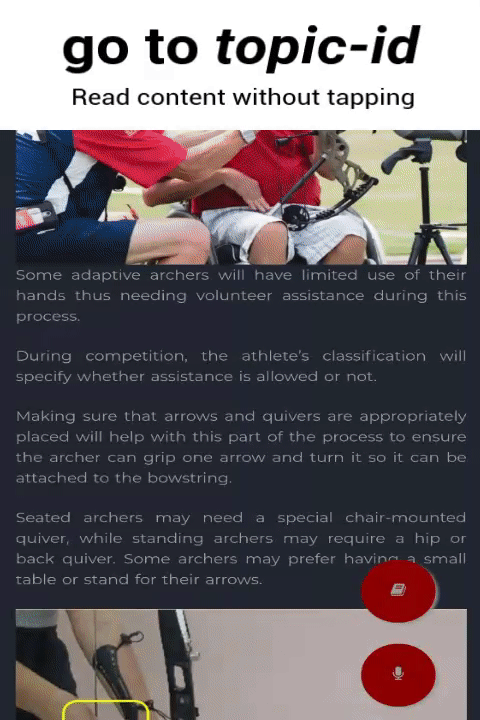 go to topic-id
Read content without tapping
Some adaptive archers will have limited use of their
hands thus needing volunteer assistance during this
process.
During competition, the athlete's classification will
specify whether assistance is allowed or not.
Making sure that arrows and quivers are appropriately
placed will help with this part of the process to ensure
the archer can grip one arrow and turn it so it can be
attached to the bowstring.
Seated archers may need a special chair-mounted
quiver, while standing archers may require a hip or
back quiver. Some archers may prefer having a small
table or stand for their arrows.